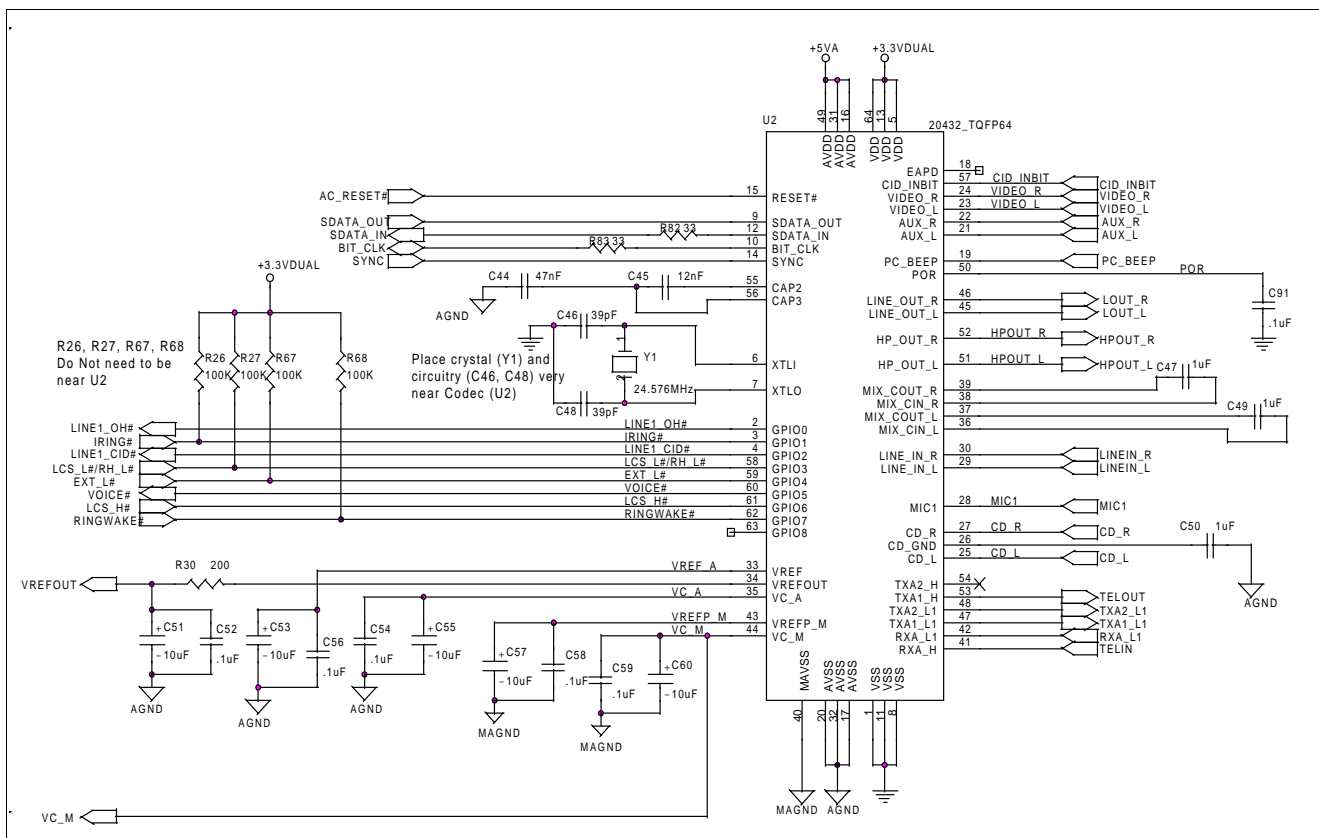 +5VA
+3.3VDUAL
49
31
16
64
13
5
U2
20432_TQFP64
AVDD
AVDD
AVDD
VDD
VDD
VDD
AC_RESET#
15
RESET#
SDATA_OUT
9
SDATA_OUT
SDATA_IN
R82 33
12
SDATA_IN
BIT_CLK
R83 33
10
BIT_CLK
SYNC
14
SYNC
C44
47nF
C45
12nF
55
CAP2
56
CAP3
AGND
+3.3VDUAL
R26, R27, R67, R68
Do Not need to be
near U2
R26
100K
R27
100K
R67
100K
R68
100K
C46
39pF
Place crystal (Y1) and
circuitry (C46, C48) very
near Codec (U2)
1
Y1
2
24.576MHz
C48
39pF
6
XTLI
7
XTLO
LINE1_OH#
LINE1_OH#
2
GPIO0
IRING#
IRING#
3
GPIO1
LINE1_CID#
LINE1_CID#
4
GPIO2
LCS_L#/RH_L#
LCS_L#/RH_L#
58
GPIO3
EXT_L#
EXT_L#
59
GPIO4
VOICE#
VOICE#
60
GPIO5
LCS_H#
LCS_H#
61
GPIO6
RINGWAKE#
RINGWAKE#
62
GPIO7
63
GPIO8
VREFOUT
R30
200
VREF_A
33
VREF
34
VREFOUT
VC_A
35
VC_A
VREFP_M
43
VREFP_M
VC_M
44
VC_M
+
C51
10uF
C52
.1uF
AGND
+
C53
10uF
C56
.1uF
AGND
C54
.1uF
+
C55
10uF
AGND
+
C57
10uF
C58
.1uF
MAGND
C59
.1uF
+
C60
10uF
MAGND
VC_M
18
EAPD
57
CID_INBIT
CID_INBIT
CID_INBIT
24
VIDEO_R
VIDEO_R
VIDEO_R
23
VIDEO_L
VIDEO_L
VIDEO_L
22
AUX_R
AUX_R
21
AUX_L
AUX_L
19
PC_BEEP
PC_BEEP
50
POR
POR
C91
.1uF
46
LINE_OUT_R
LOUT_R
45
LINE_OUT_L
LOUT_L
52
HP_OUT_R
HPOUT_R
HPOUT_R
51
HP_OUT_L
HPOUT_L
HPOUT_L
C47
1uF
39
MIX_COUT_R
38
MIX_CIN_R
37
MIX_COUT_L
36
MIX_CIN_L
C49
1uF
30
LINE_IN_R
LINEIN_R
29
LINE_IN_L
LINEIN_L
28
MIC1
MIC1
MIC1
27
CD_R
CD_R
CD_R
26
CD_GND
25
CD_L
CD_L
CD_L
C50
1uF
AGND
54
TXA2_H
53
TXA1_H
TELOUT
48
TXA2_L1
TXA2_L1
47
TXA1_L1
TXA1_L1
42
RXA_L1
RXA_L1
41
RXA_H
TELIN
MAVSS
AVSS
AVSS
AVSS
VSS
VSS
VSS
40
20
32
17
1
11
8
MAGND
AGND